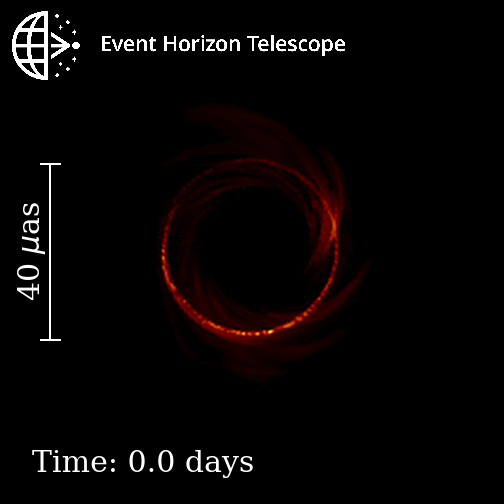 Event Horizon Telescope
40 μas
Time: 0.0 days